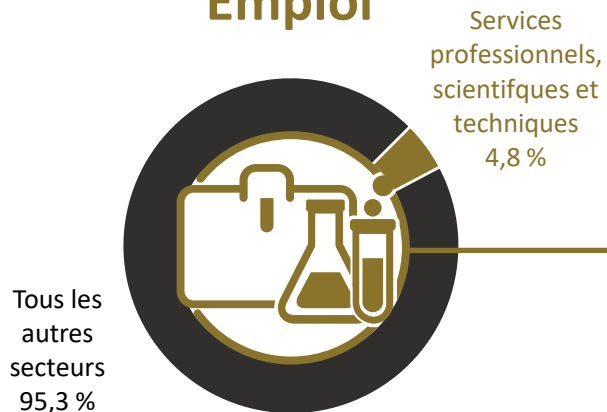 Emploi
Services
professionnels,
scientifques et
techniques
4,8 %
Tous les
autres
secteurs
95,3 %